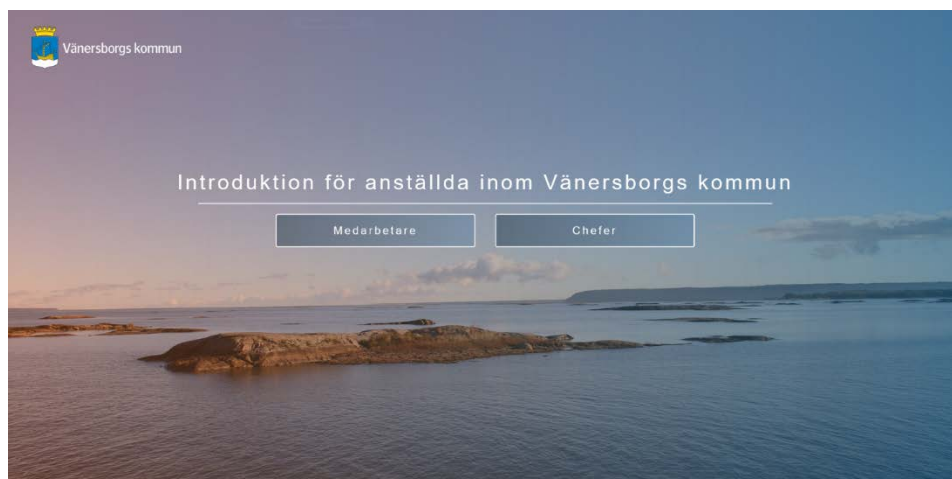 Vänersborgs kommun
Introduktion för anställda inom Vänersborgs kommun
Medarbetare
Chefer